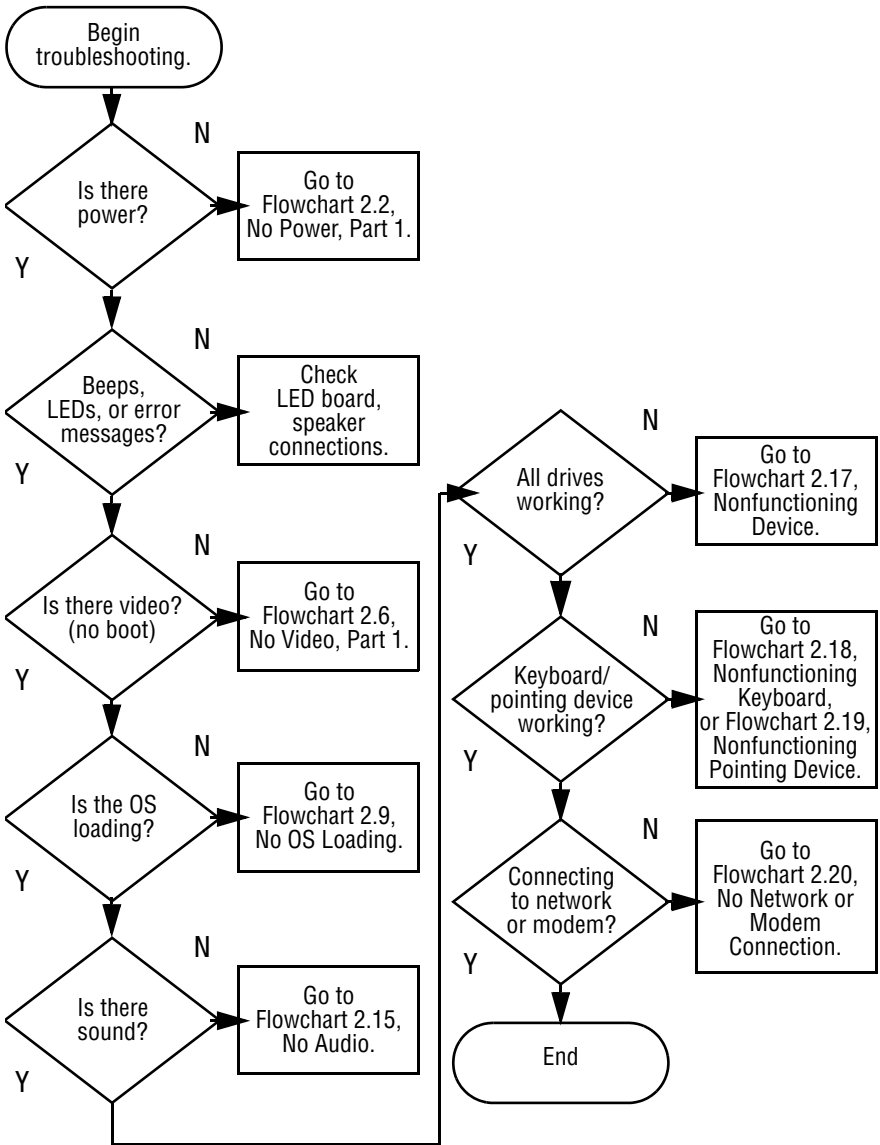 Begin
troubleshooting.
N
Is there
power?
Go to
Flowchart 2.2,
No Power, Part 1.
Y
N
Beeps,
LEDs, or error
messages?
Check
LED board,
speaker
connections.
Y
N
Is there video?
(no boot)
Go to
Flowchart 2.6,
No Video, Part 1.
Y
N
Is the OS
loading?
Go to
Flowchart 2.9,
No OS Loading.
Y
N
Is there
sound?
Go to
Flowchart 2.15,
No Audio.
Y
N
All drives
working?
Go to
Flowchart 2.17,
Nonfunctioning
Device.
Y
N
Keyboard/
pointing device
working?
Go to
Flowchart 2.18,
Nonfunctioning
Keyboard,
or Flowchart 2.19,
Nonfunctioning
Pointing Device.
Y
N
Connecting
to network
or modem?
Go to
Flowchart 2.20,
No Network or
Modem
Connection.
Y
End